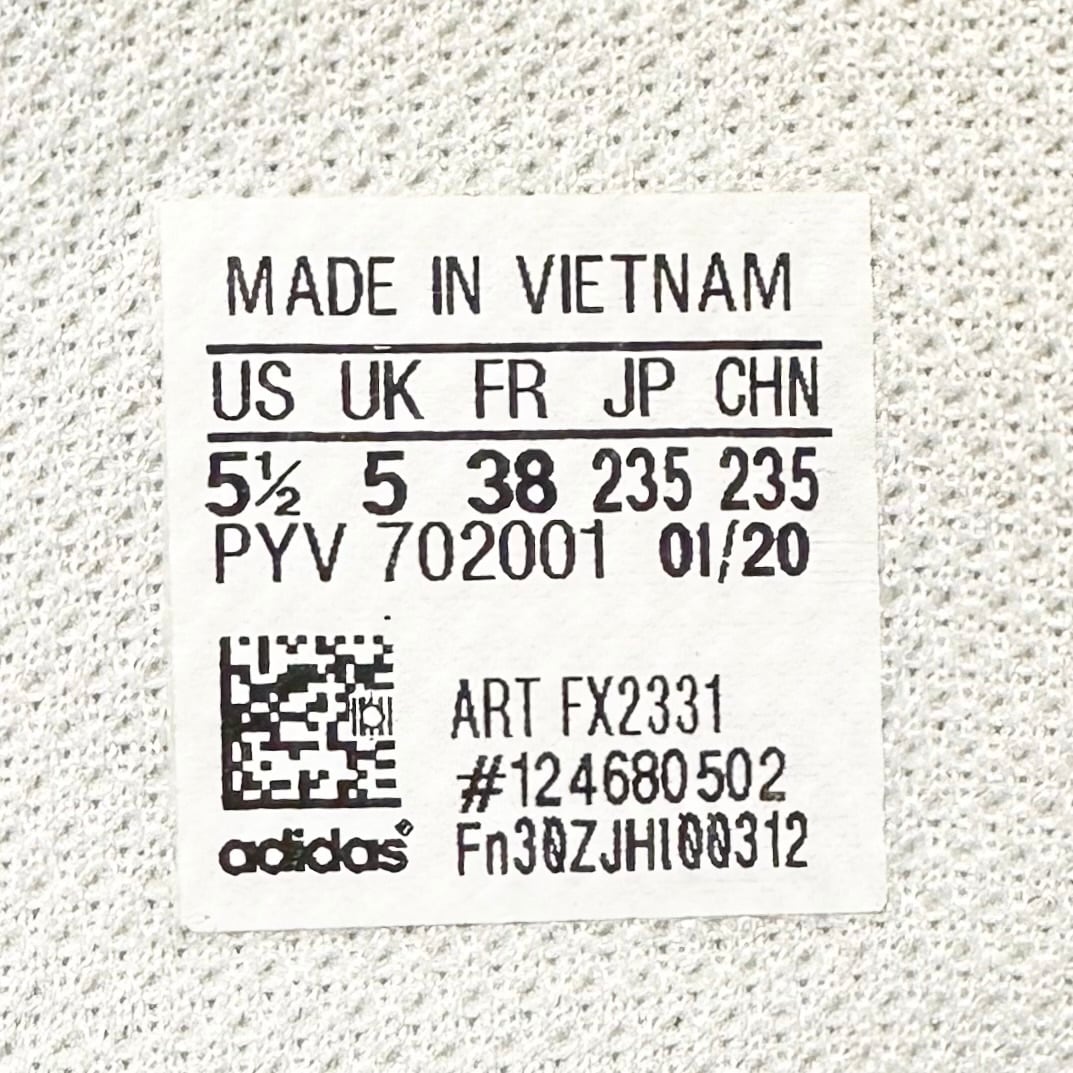 MADE IN VIETNAM
US UK FR JP CHN
5½ 5 38 235 235
PYV 702001 01/20
ART FX2331
#124680502
Fn30ZJHI00312
adidas